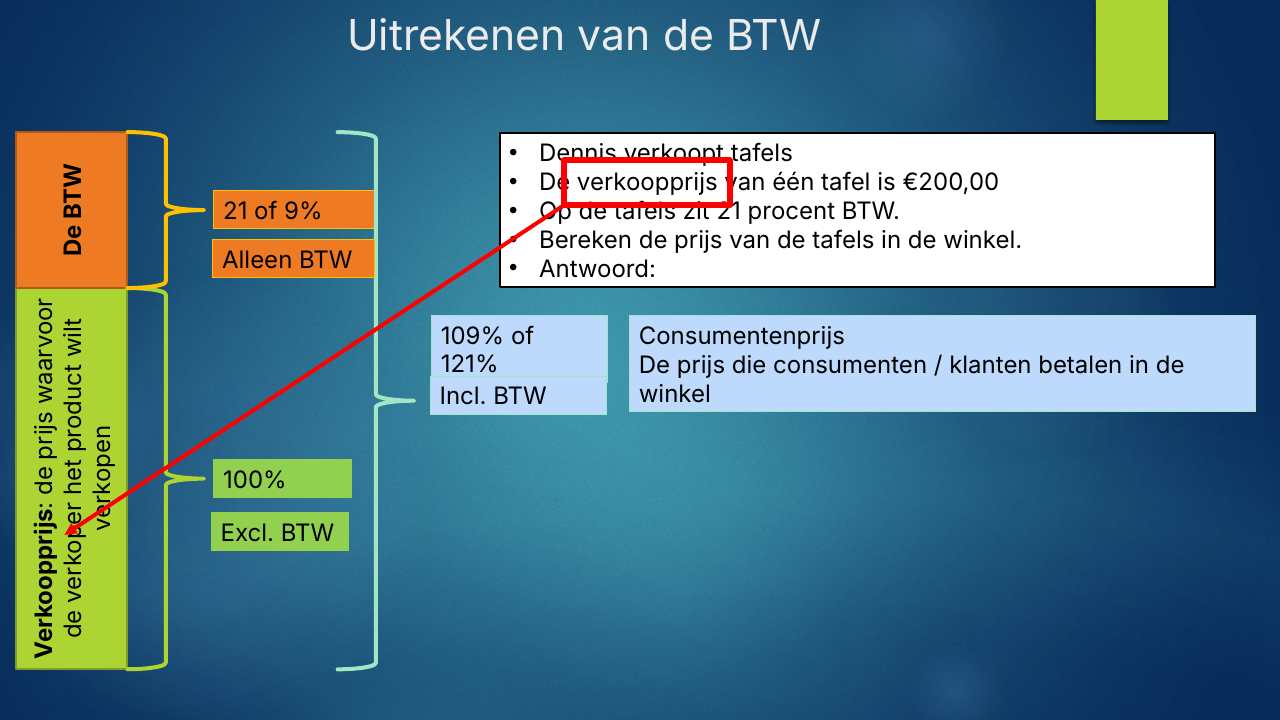 Uitrekenen van de BTW
De BTW
21 of 9%
Alleen BTW
• Dennis verkoopt tafels
• De verkoopprijs van één tafel is €200,00
• Op de tafels zit 21 procent BTW.
• Bereken de prijs van de tafels in de winkel.
• Antwoord:
109% of
121%
Incl. BTW
Consumentenprijs
De prijs die consumenten / klanten betalen in de
winkel
Verkoopprijs: de prijs waarvoor
de verkoper het product wilt
verkopen
100%
Excl. BTW